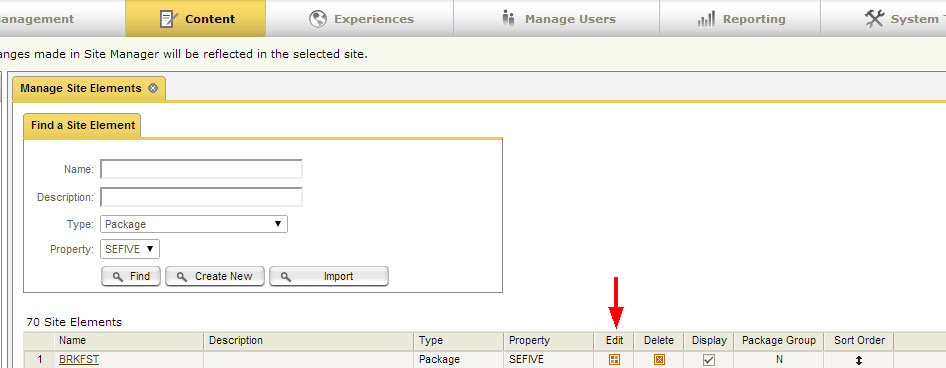 anagement Content Experiences Manage Users Reporting System T
anges made in Site Manager will be reflected in the selected site.
Manage Site Elements
Find a Site Element
Name:
Description:
Type: Package
Property: SEFIVE
Find Create New Import
70 Site Elements
Name Description Type Property Edit Delete Display Package Group Sort Order
1 BRKFST Package SEFIVE N